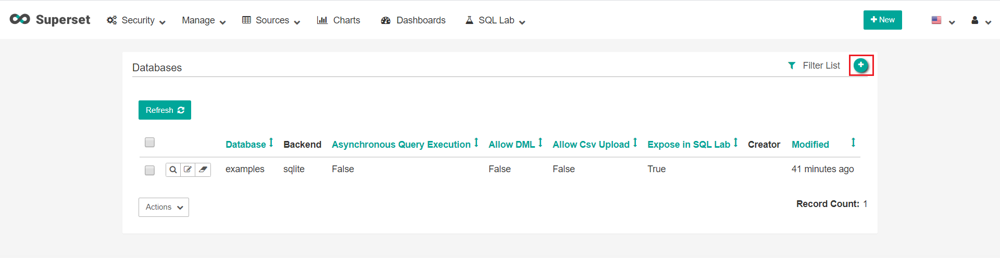 Superset Security Manage Sources Charts Dashboards SQL Lab New
Databases Filter List
Refresh
Database Backend Asynchronous Query Execution Allow DML Allow Csv Upload Expose in SQL Lab Creator Modified
examples sqlite False False False True 41 minutes ago
Actions Record Count: 1